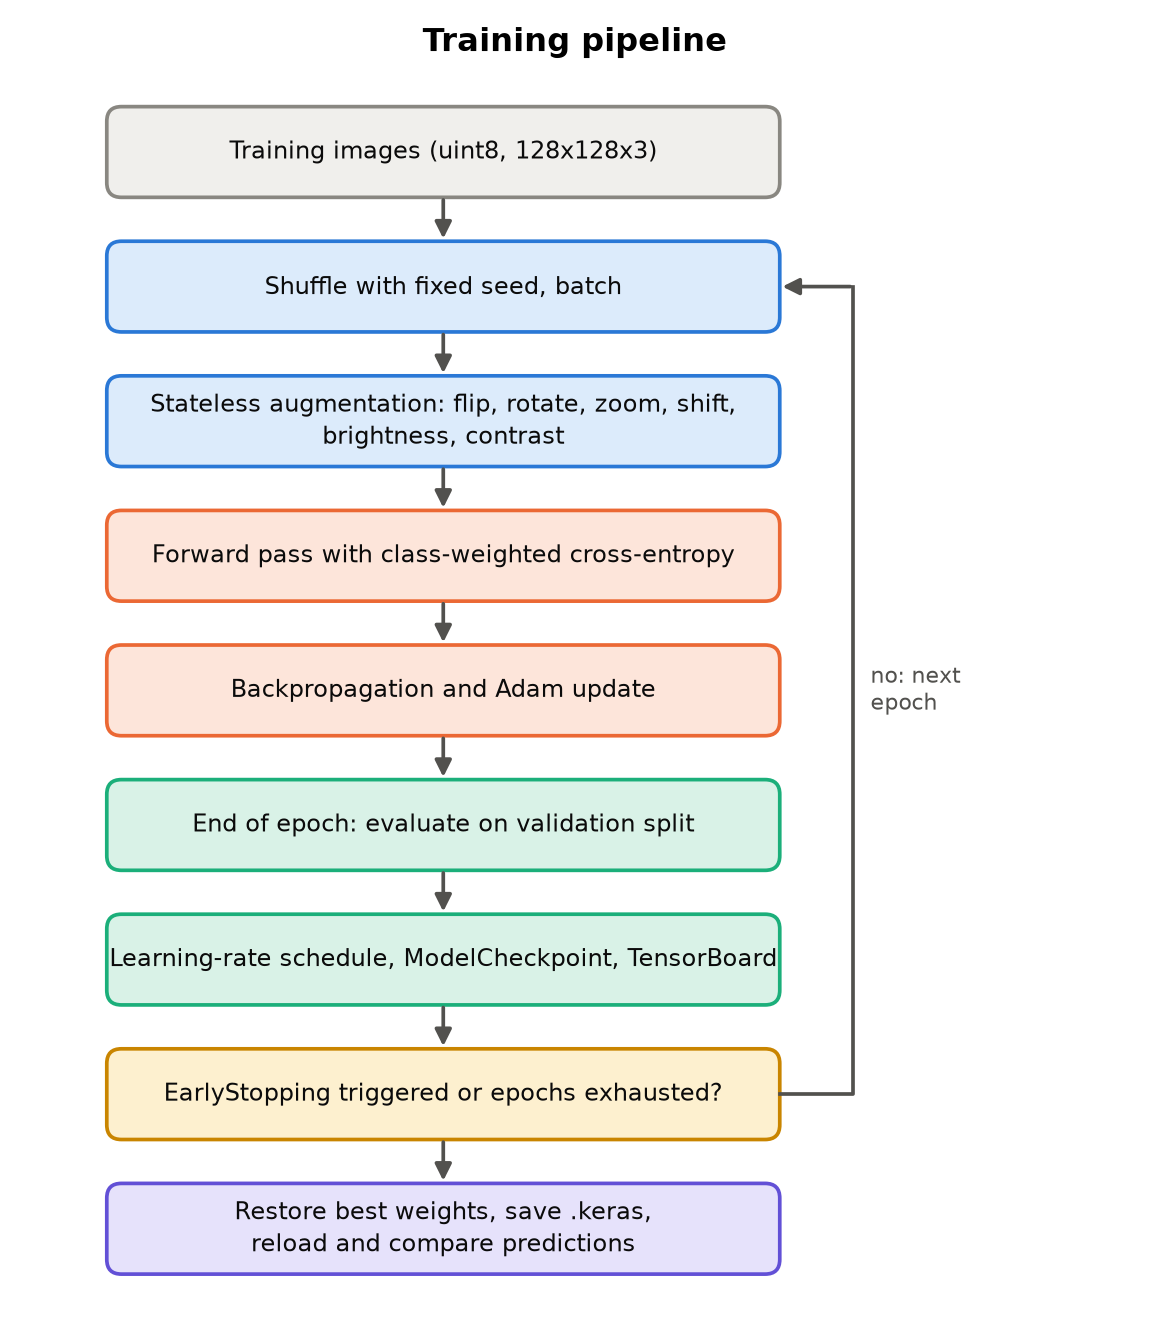 Training pipeline
Training images (uint8, 128x128x3)
Shuffle with fixed seed, batch
Stateless augmentation: flip, rotate, zoom, shift,
brightness, contrast
Forward pass with class-weighted cross-entropy
Backpropagation and Adam update
no: next
epoch
End of epoch: evaluate on validation split
Learning-rate schedule, ModelCheckpoint, TensorBoard
EarlyStopping triggered or epochs exhausted?
Restore best weights, save .keras,
reload and compare predictions